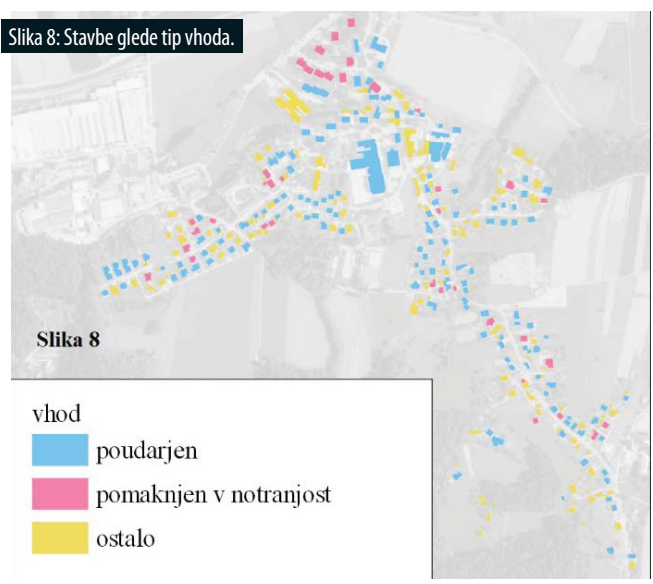 Slika 8: Stavbe glede tip vhoda.
Slika 8
vhod
poudarjen
pomaknjen v notranjost
ostalo